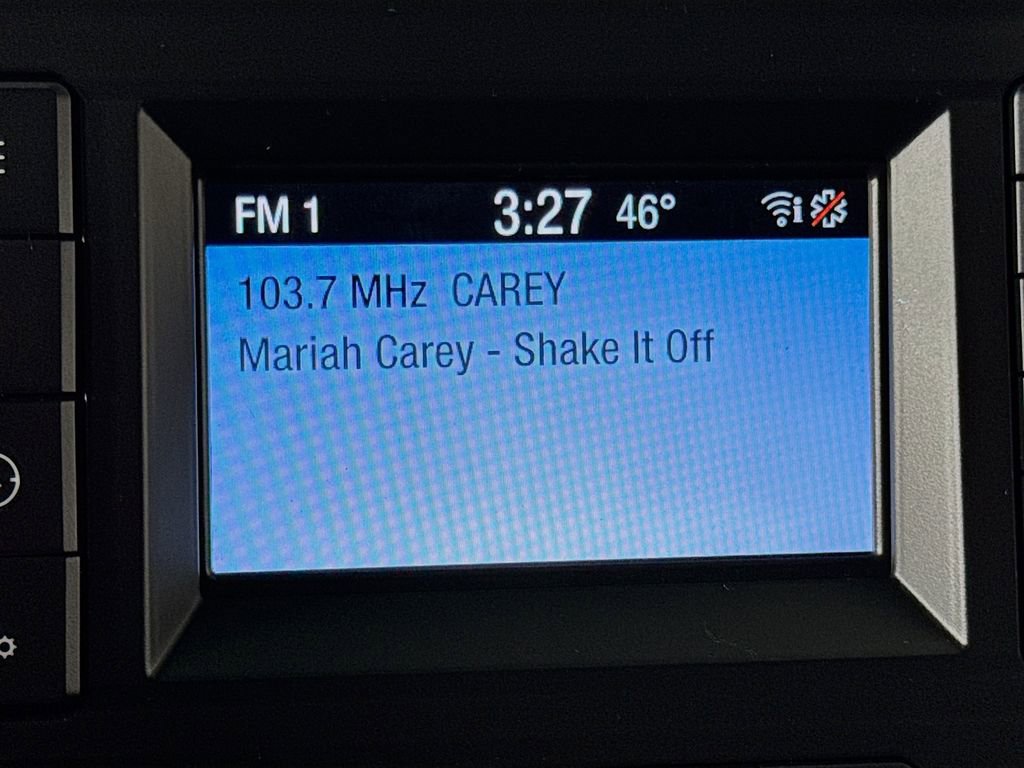 FM 1 3:27 46°
103.7 MHz CAREY
Mariah Carey - Shake It Off